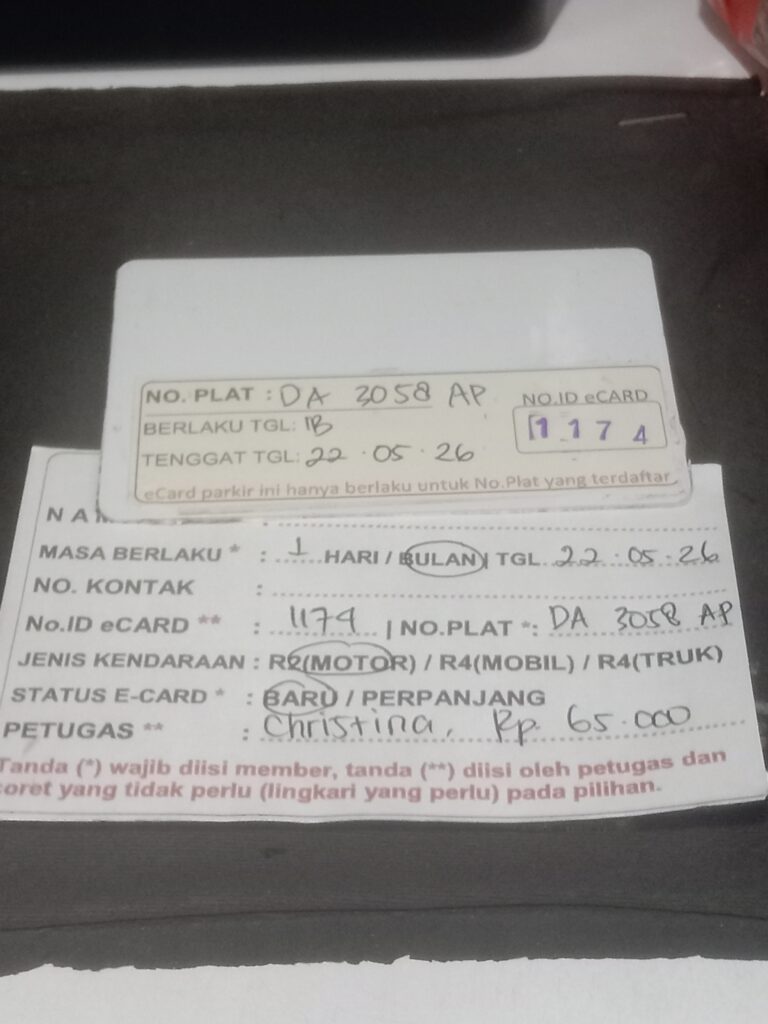 NO. PLAT : DA 3058 AP
NO.ID eCARD
1174
BERLAKU TGL: 1B
TENGGAT TGL: 22.05.26
eCard parkir ini hanya berlaku untuk No.Plat yang terdaftar
MASA BERLAKU * : 1 HARI / BULAN | TGL. 22.05.26
NO. KONTAK :
No.ID eCARD ** : 1174 | NO.PLAT *: DA 3058 AP
JENIS KENDARAAN : R2(MOTOR) / R4(MOBIL) / R4(TRUK)
STATUS E-CARD * : BARU / PERPANJANG
PETUGAS ** : Christina, Rp. 65.000
Tanda (*) wajib diisi member, tanda (**) diisi oleh petugas dan
coret yang tidak perlu (lingkari yang perlu) pada pilihan.